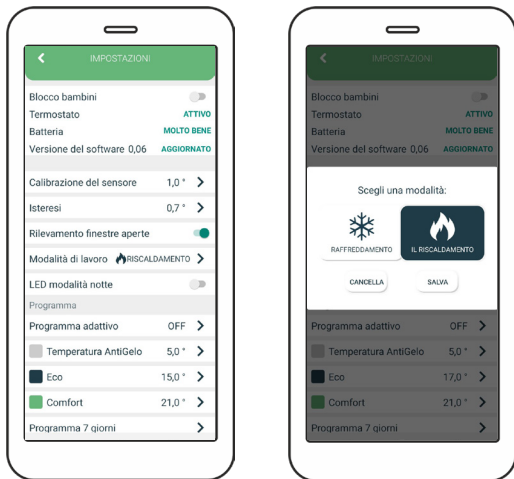 IMPOSTAZIONI
Blocco bambini
Termostato ATTIVO
Batteria MOLTO BENE
Versione del software 0,06 AGGIORNATO
Calibrazione del sensore 1,0 °
Isteresi 0,7 °
Rilevamento finestre aperte
Modalità di lavoro RISCALDAMENTO
LED modalità notte
Programma
Programma adattivo OFF
Temperatura AntiGelo 5,0 °
Eco 15,0 °
Comfort 21,0 °
Programma 7 giorni
IMPOSTAZIONI
Blocco bambini
Termostato ATTIVO
Batteria MOLTO BENE
Versione del software 0,06 AGGIORNATO
Scegli una modalità:
RAFFREDDAMENTO IL RISCALDAMENTO
CANCELLA SALVA
Programma adattivo OFF
Temperatura AntiGelo 5,0 °
Eco 17,0 °
Comfort 21,0 °
Programma 7 giorni